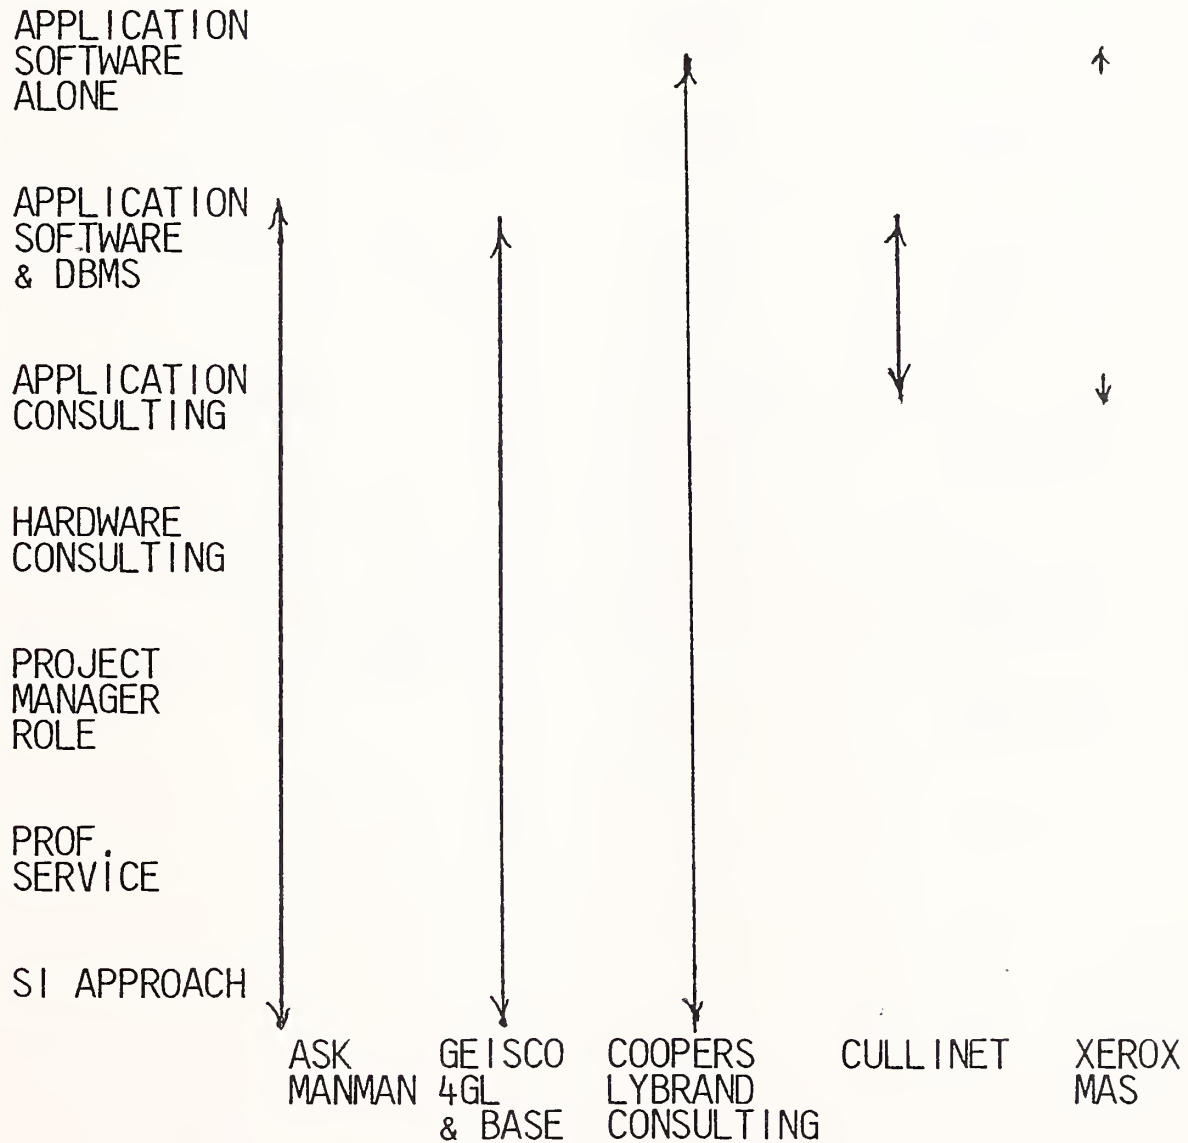 APPLICATION
SOFTWARE
ALONE
APPLICATION
SOFTWARE
& DBMS
APPLICATION
CONSULTING
HARDWARE
CONSULTING
PROJECT
MANAGER
ROLE
PROF.
SERVICE
SI APPROACH
ASK
MANMAN
GEISCO
4GL
& BASE
COOPERS
LYBRAND
CONSULTING
CULLINET
XEROX
MAS